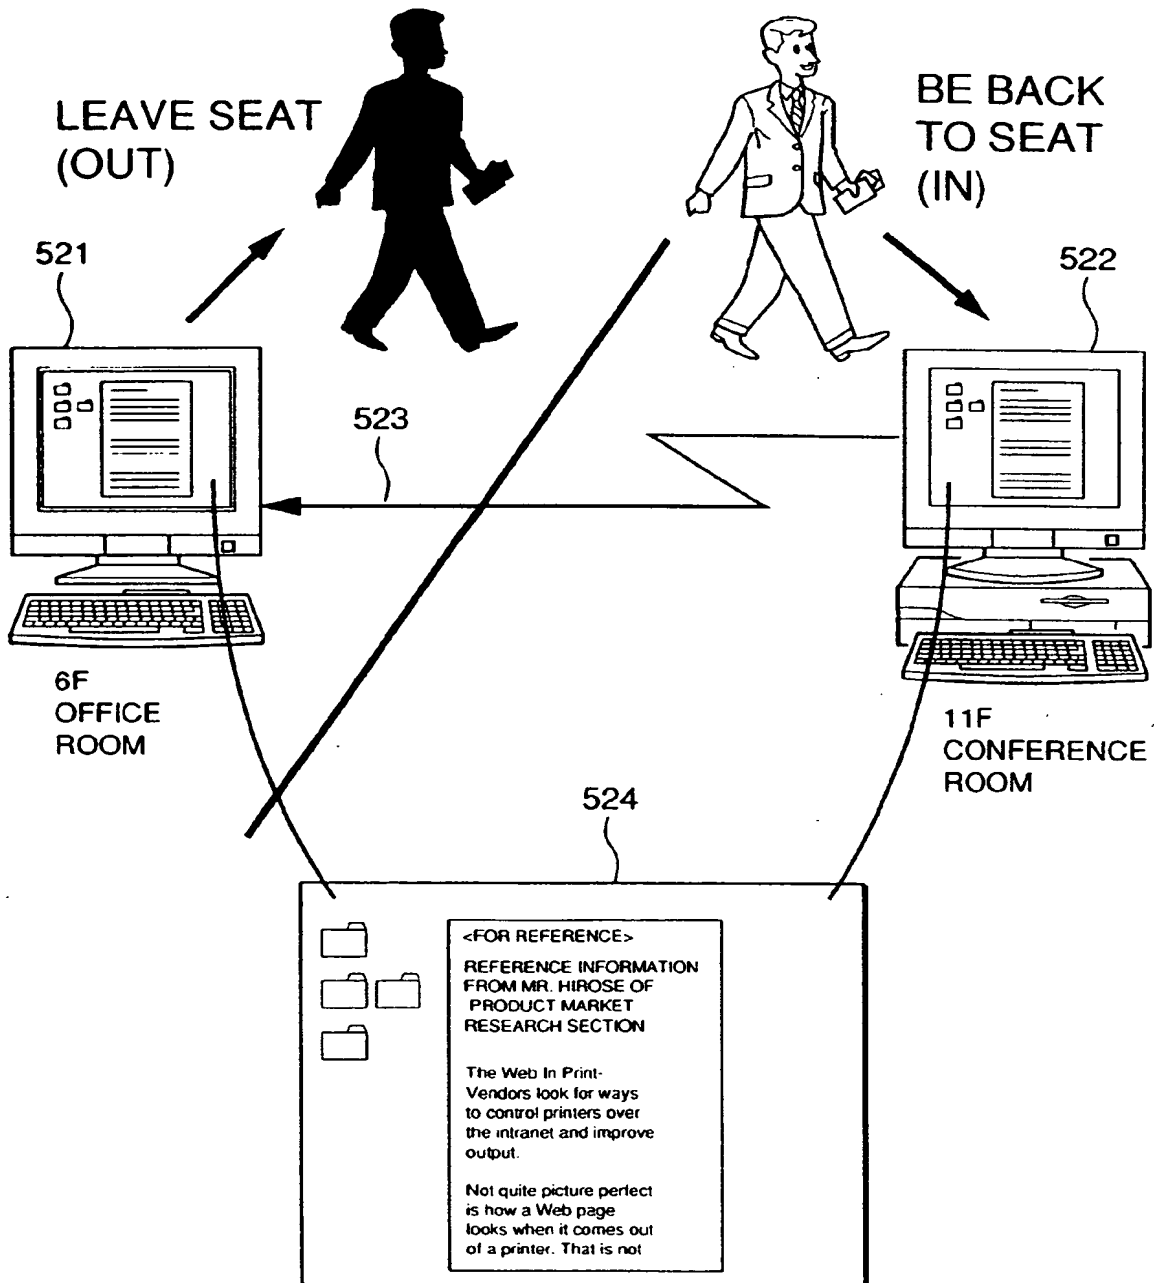 LEAVE SEAT
(OUT)
BE BACK
TO SEAT
(IN)
521
522
523
6F
OFFICE
ROOM
11F
CONFERENCE
ROOM
524
<FOR REFERENCE>
REFERENCE INFORMATION
FROM MR. HIROSE OF
PRODUCT MARKET
RESEARCH SECTION
The Web In Print-
Vendors look for ways
to control printers over
the intranet and improve
output.
Not quite picture perfect
is how a Web page
looks when it comes out
of a printer. That is not